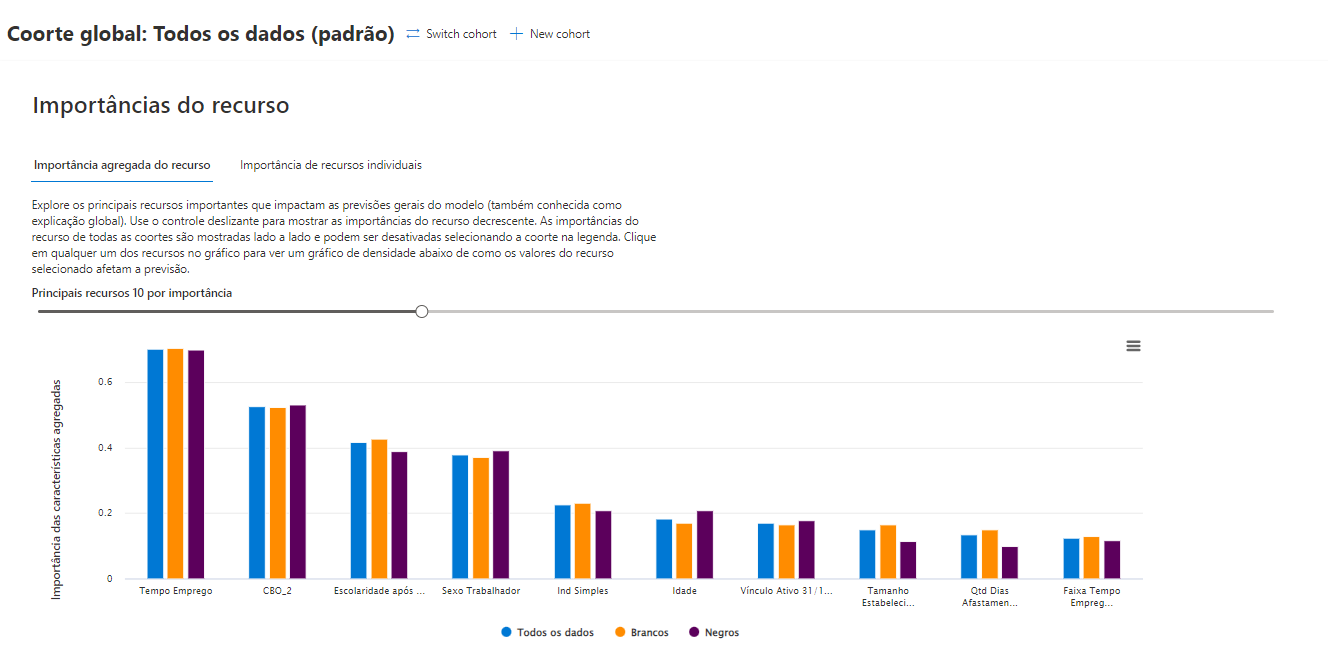 Coorte global: Todos os dados (padrão) Switch cohort New cohort
Importâncias do recurso
Importância agregada do recurso Importância de recursos individuais
Explore os principais recursos importantes que impactam as previsões gerais do modelo (também conhecida como
explicação global). Use o controle deslizante para mostrar as importâncias do recurso decrescente. As importâncias do
recurso de todas as coortes são mostradas lado a lado e podem ser desativadas selecionando a coorte na legenda. Clique
em qualquer um dos recursos no gráfico para ver um gráfico de densidade abaixo de como os valores do recurso
selecionado afetam a previsão.
Principais recursos 10 por importância
Importância das características agregadas
0.6
0.4
0.2
0
Tempo Emprego CBO_2 Escolaridade após ... Sexo Trabalhador Ind Simples Idade Vínculo Ativo 31/1... Tamanho Qtd Dias Faixa Tempo
Estabeleci... Afastamen... Empreg...
Todos os dados Brancos Negros